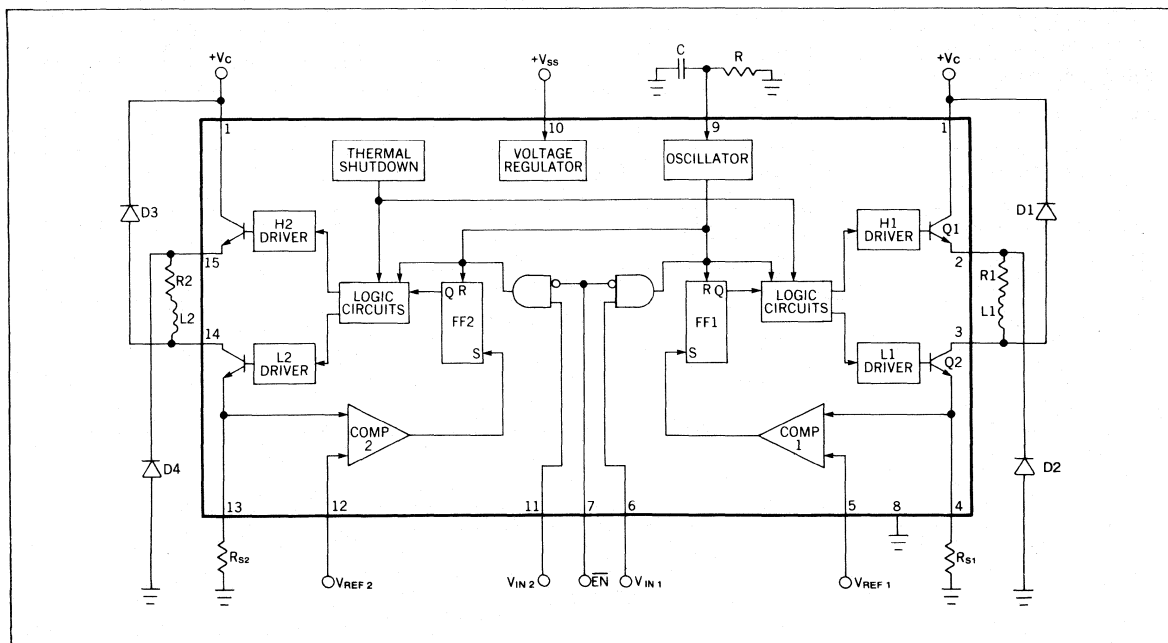 C R
+Vc +Vss +Vc
1 10 9 1
THERMAL SHUTDOWN
VOLTAGE REGULATOR
OSCILLATOR
D3 H2 DRIVER H1 DRIVER Q1 D1
15 2
R2 LOGIC CIRCUITS Q R R Q LOGIC CIRCUITS R1
L2 FF2 FF1 L1
14 S S 3
L2 DRIVER L1 DRIVER Q2
COMP 2 COMP 1
D4 D2
13 12 11 7 6 5 8 4
RS2 VREF 2 VIN 2 EN VIN 1 VREF 1 RS1